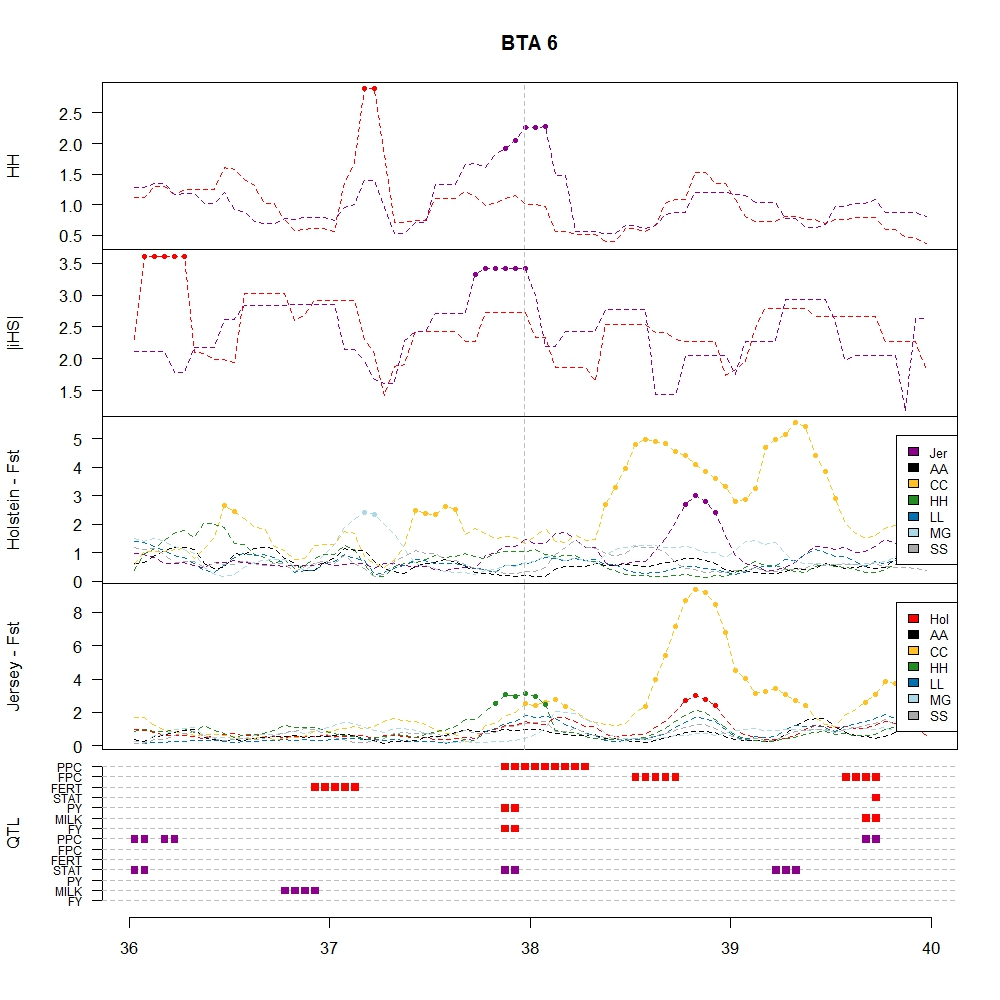 BTA 6
HH
2.5
2.0
1.5
1.0
0.5
|iHS|
3.5
3.0
2.5
2.0
1.5
Holstein - Fst
5
4
3
2
1
0
Jer
AA
CC
HH
LL
MG
SS
Jersey - Fst
8
6
4
2
0
Hol
AA
CC
HH
LL
MG
SS
QTL
PPC
FPC
FERT
STAT
PY
MILK
FY
PPC
FPC
FERT
STAT
PY
MILK
FY
36 37 38 39 40